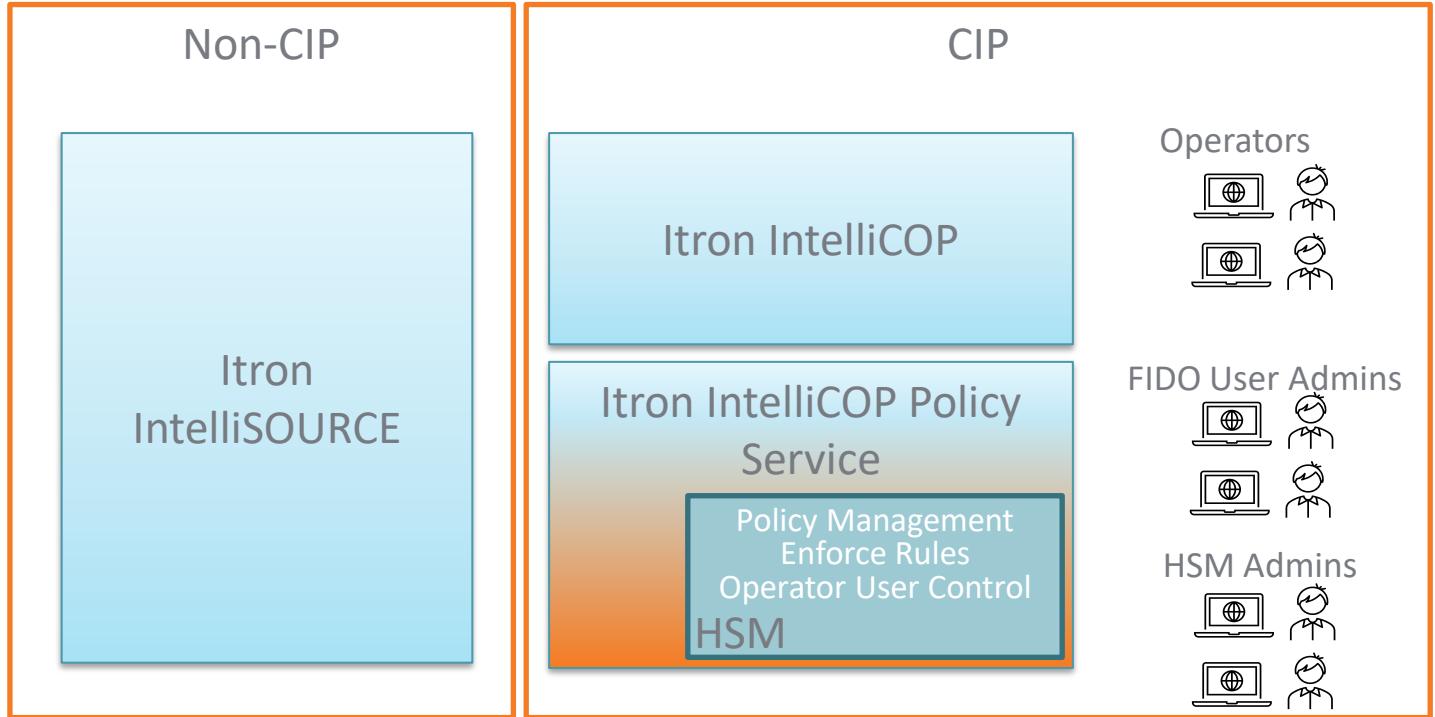 Non-CIP
CIP
Itron
IntelliSOURCE
Itron IntelliCOP
Itron IntelliCOP Policy
Service
Policy Management
Enforce Rules
Operator User Control
HSM
Operators
FIDO User Admins
HSM Admins